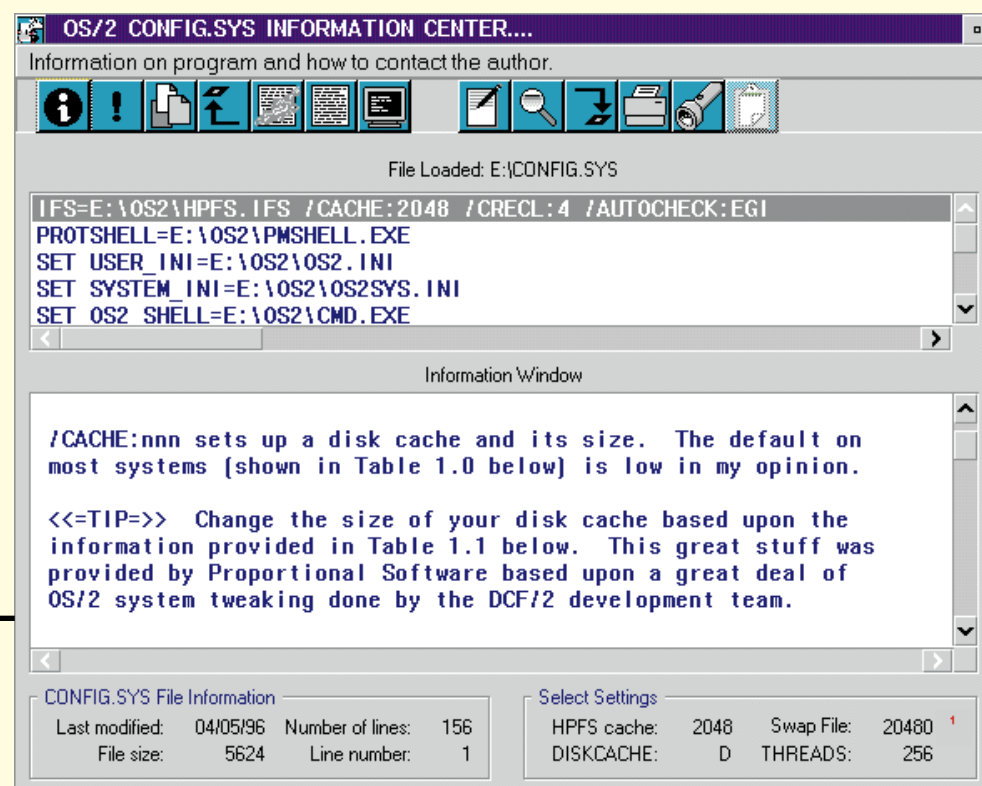 OS/2 CONFIG.SYS INFORMATION CENTER....
Information on program and how to contact the author.
File Loaded: E:\CONFIG.SYS
IFS=E:\OS2\HPFS.IFS /CACHE:2048 /CRECL:4 /AUTOCHECK:EGI
PROTSHELL=E:\OS2\PMSHELL.EXE
SET USER_INI=E:\OS2\OS2.INI
SET SYSTEM_INI=E:\OS2\OS2SYS.INI
SET OS2_SHELL=E:\OS2\CMD.EXE
Information Window
/CACHE:nnn sets up a disk cache and its size.  The default on
most systems (shown in Table 1.0 below) is low in my opinion.
<<=TIP=>>  Change the size of your disk cache based upon the
information provided in Table 1.1 below.  This great stuff was
provided by Proportional Software based upon a great deal of
OS/2 system tweaking done by the DCF/2 development team.
CONFIG.SYS File Information
Last modified: 04/05/96 Number of lines: 156
File size: 5624 Line number: 1
Select Settings
HPFS cache: 2048 Swap File: 20480 1
DISKCACHE: D THREADS: 256